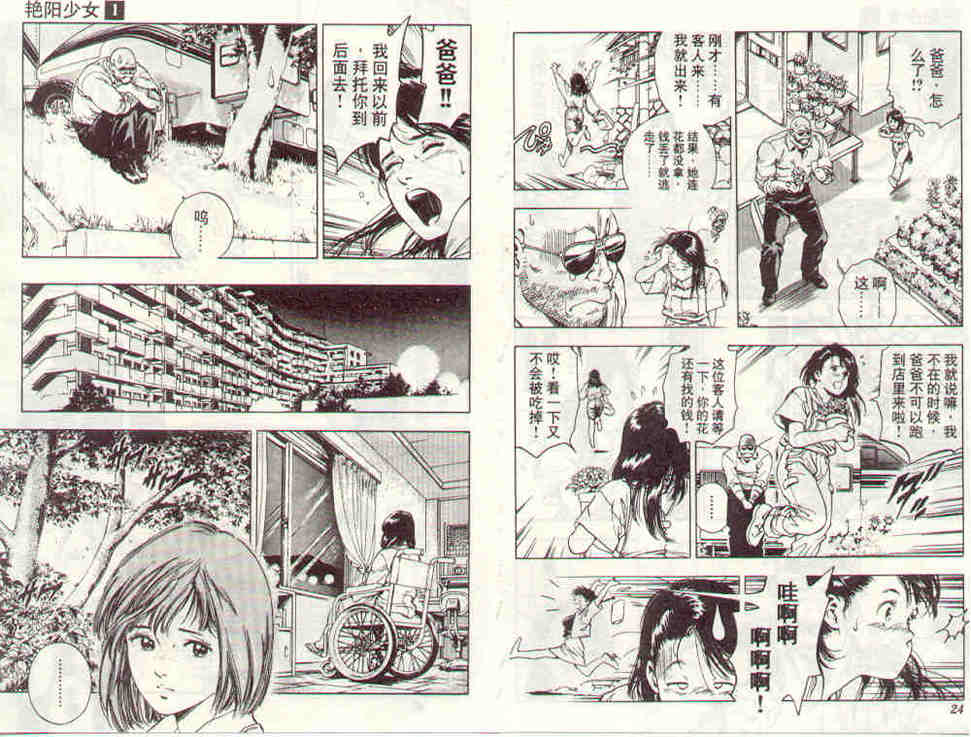 爸爸，怎
么了!?
啊——
这……
刚才……有
客人来……
我就出来！
结果，她连
花都没拿，
钱丢了就逃
走了……
我就说嘛，我
不在的时候，
爸爸不可以跑
到店里来啦！
……
这位客人请等
一下，你的花
还有找的钱！
哎！看一下又
不会被吃掉！
哇啊啊
啊啊啊！
24
艳阳少女 1
爸爸!!
我回来以前
，拜托你到
后面去！
呜……
…………